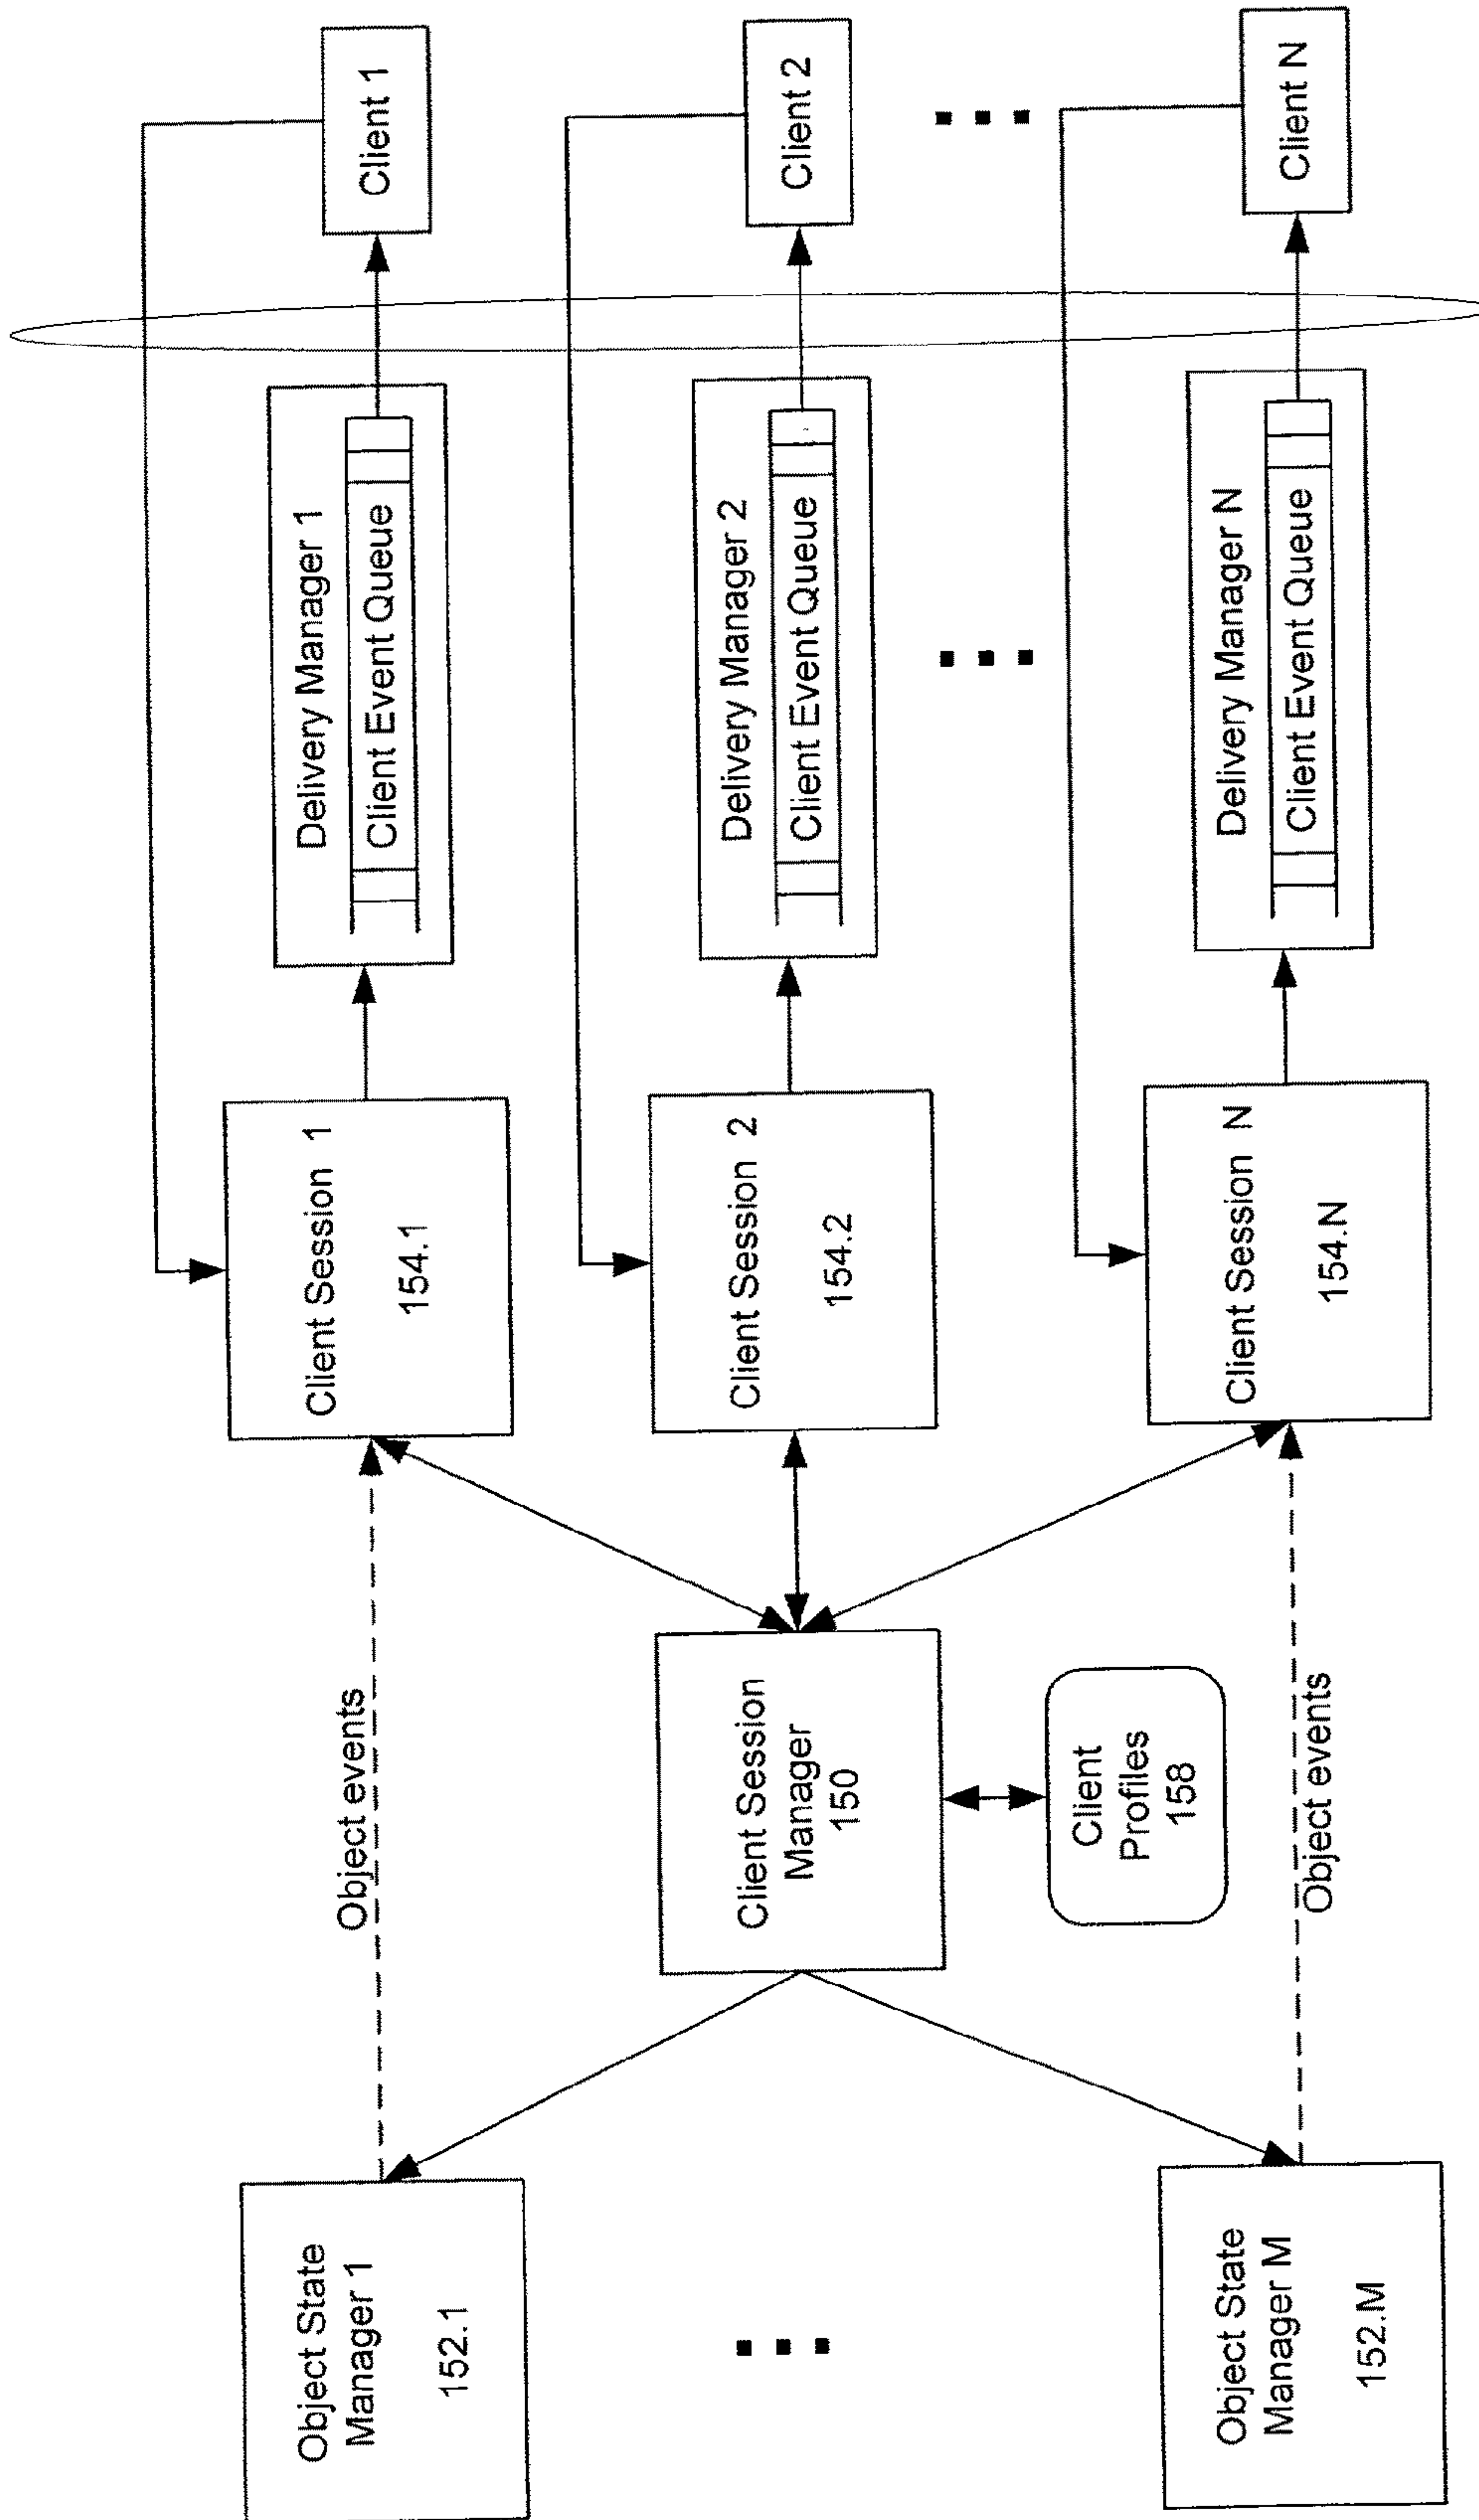 Object State
Manager 1
152.1
Object State
Manager M
152.M
Object events
Client Session
Manager
150
Client
Profiles
158
Object events
Client Session 1
154.1
Client Session 2
154.2
Client Session N
154.N
Delivery Manager 1
Client Event Queue
Delivery Manager 2
Client Event Queue
Delivery Manager N
Client Event Queue
Client 1
Client 2
Client N